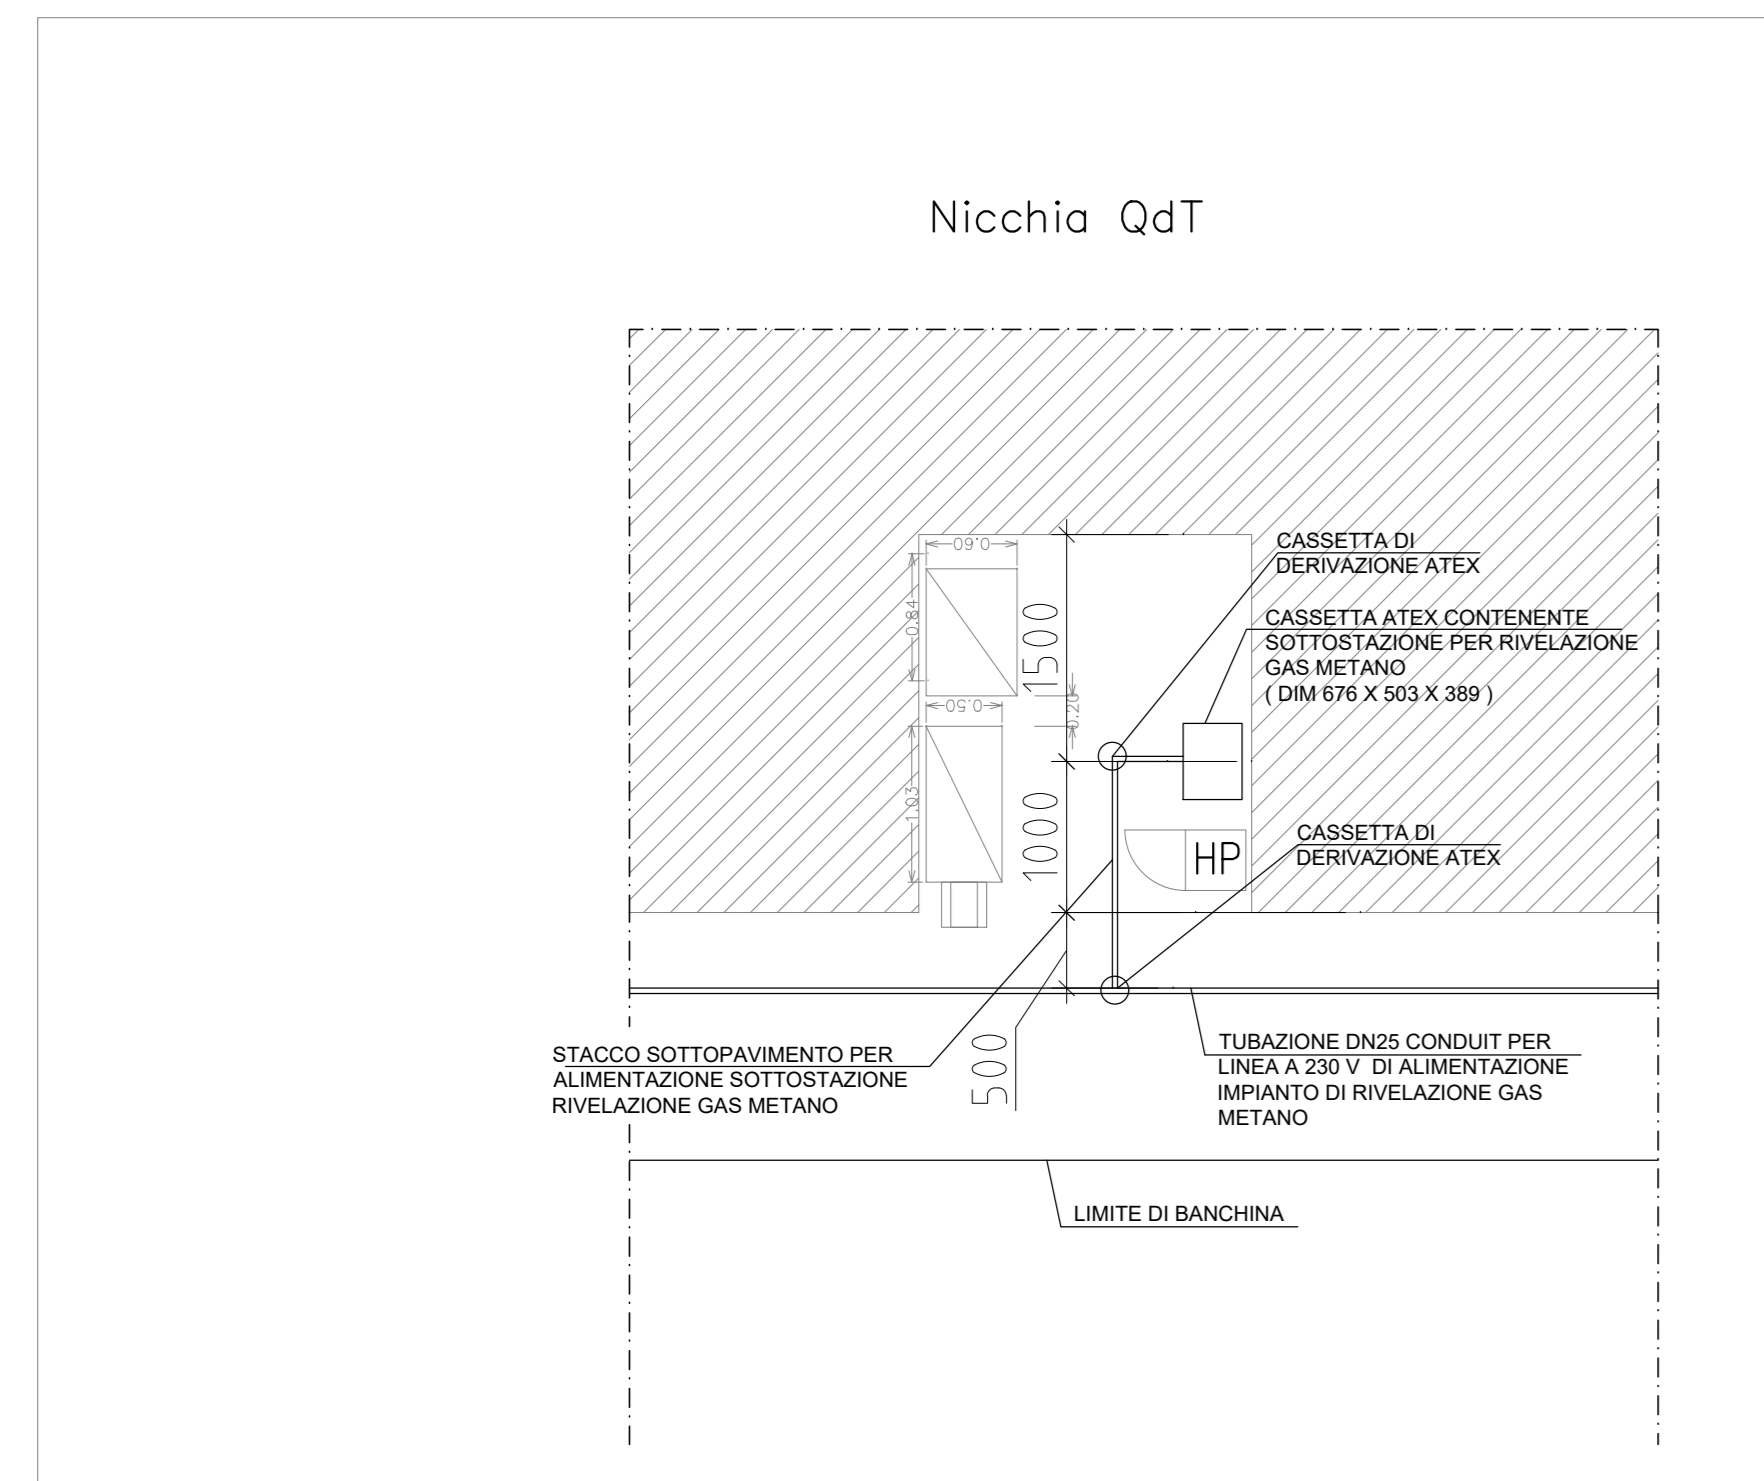 Nicchia QdT
0.60
0.84
1500
0.50
0.20
1.03
1000
CASSETTA DI
DERIVAZIONE ATEX
CASSETTA ATEX CONTENENTE
SOTTOSTAZIONE PER RIVELAZIONE
GAS METANO
( DIM 676 X 503 X 389 )
CASSETTA DI
DERIVAZIONE ATEX
HP
STACCO SOTTOPAVIMENTO PER
ALIMENTAZIONE SOTTOSTAZIONE
RIVELAZIONE GAS METANO
500
TUBAZIONE DN25 CONDUIT PER
LINEA A 230 V DI ALIMENTAZIONE
IMPIANTO DI RIVELAZIONE GAS
METANO
LIMITE DI BANCHINA